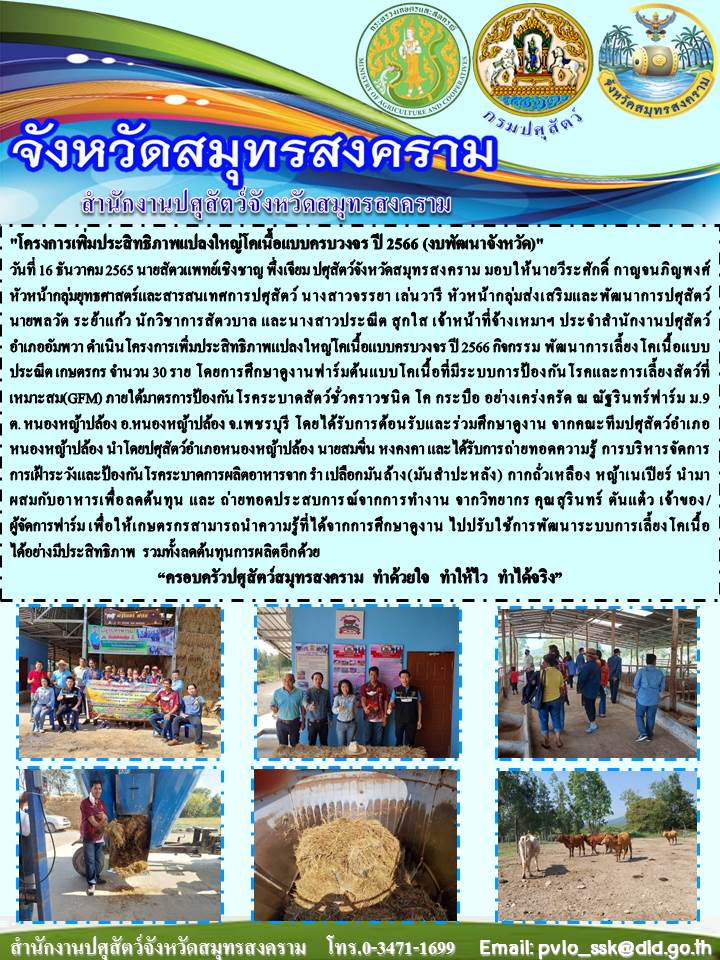 MINISTRY OF AGRICULTURE AND COOPERATIVES
กรมปศุสัตว์
จังหวัดสมุทรสงคราม
จังหวัดสมุทรสงคราม
สำนักงานปศุสัตว์จังหวัดสมุทรสงคราม
"โครงการเพิ่มประสิทธิภาพแปลงใหญ่โคเนื้อแบบครบวงจร ปี 2566 (งบพัฒนาจังหวัด)"
วันที่ 16 ธันวาคม 2565 นายสัตวแพทย์เชิงชาญ พึ่งเจียม ปศุสัตว์จังหวัดสมุทรสงคราม มอบให้นายวีระศักดิ์ กาญจนภิญพงศ์
หัวหน้ากลุ่มยุทธศาสตร์และสารสนเทศการปศุสัตว์ นางสาวจรรยา เล่นวารี หัวหน้ากลุ่มส่งเสริมและพัฒนาการปศุสัตว์
นายพลวัต ระย้าแก้ว นักวิชาการสัตวบาล และนางสาวประณีต สุกใส เจ้าหน้าที่จ้างเหมาฯ ประจำสำนักงานปศุสัตว์
อำเภออัมพวา ดำเนินโครงการเพิ่มประสิทธิภาพแปลงใหญ่โคเนื้อแบบครบวงจร ปี 2566 กิจกรรม พัฒนาการเลี้ยงโคเนื้อแบบ
ประณีต เกษตรกร จำนวน 30 ราย โดยการศึกษาดูงานฟาร์มต้นแบบโคเนื้อที่มีระบบการป้องกันโรคและการเลี้ยงสัตว์ที่
เหมาะสม(GFM) ภายใต้มาตรการป้องกันโรคระบาดสัตว์ชั่วคราวชนิด โค กระบือ อย่างเคร่งครัด ณ ณัฐรินทร์ฟาร์ม ม.9
ต. หนองหญ้าปล้อง อ.หนองหญ้าปล้อง จ.เพชรบุรี โดยได้รับการต้อนรับและร่วมศึกษาดูงาน จากคณะทีมปศุสัตว์อำเภอ
หนองหญ้าปล้อง นำโดยปศุสัตว์อำเภอหนองหญ้าปล้อง นายสมขึ่น หงคงคา และได้รับการถ่ายทอดความรู้ การบริหารจัดการ
การเฝ้าระวังและป้องกันโรคระบาดการผลิตอาหารจาก รำ เปลือกมันล้าง(มันสำปะหลัง) กากถั่วเหลือง หญ้าเนเปียร์ นำมา
ผสมกับอาหารเพื่อลดต้นทุน และ ถ่ายทอดประสบการณ์จากการทำงาน จากวิทยากร คุณสุรินทร์ ตันแต๋ว เจ้าของ/
ผู้จัดการฟาร์ม เพื่อให้เกษตรกรสามารถนำความรู้ที่ได้จากการศึกษาดูงาน ไปปรับใช้การพัฒนาระบบการเลี้ยงโคเนื้อ
ได้อย่างมีประสิทธิภาพ รวมทั้งลดต้นทุนการผลิตอีกด้วย
“ครอบครัวปศุสัตว์สมุทรสงคราม ทำด้วยใจ ทำให้ไว ทำได้จริง”
สำนักงานปศุสัตว์จังหวัดสมุทรสงคราม โทร.0-3471-1699 Email: pvlo_ssk@dld.go.th